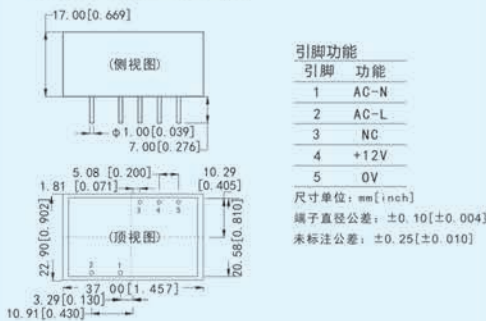 17.00[0.669]
(侧视图)
φ1.00[0.039]
7.00[0.276]
5.08 [0.200]
10.29
[0.405]
1.81 [0.071]
3 4 5
22.90[0.902]
(顶视图)
20.58[0.810]
2 1
37.00[1.457]
3.29[0.130]
10.91[0.430]
引脚功能
引脚 功能
1 AC-N
2 AC-L
3 NC
4 +12V
5 0V
尺寸单位：mm[inch]
端子直径公差：±0.10[±0.004]
未标注公差：±0.25[±0.010]